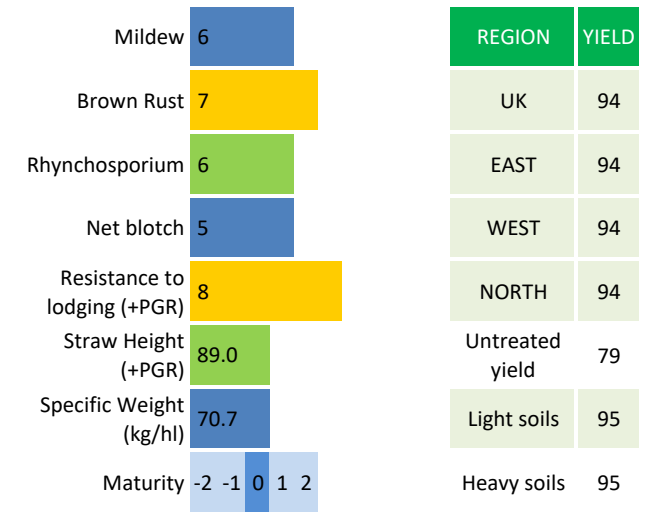 Mildew 6
Brown Rust 7
Rhynchosporium 6
Net blotch 5
Resistance to
lodging (+PGR) 8
Straw Height
(+PGR) 89.0
Specific Weight
(kg/hl) 70.7
Maturity -2 -1 0 1 2
REGION YIELD
UK 94
EAST 94
WEST 94
NORTH 94
Untreated
yield 79
Light soils 95
Heavy soils 95